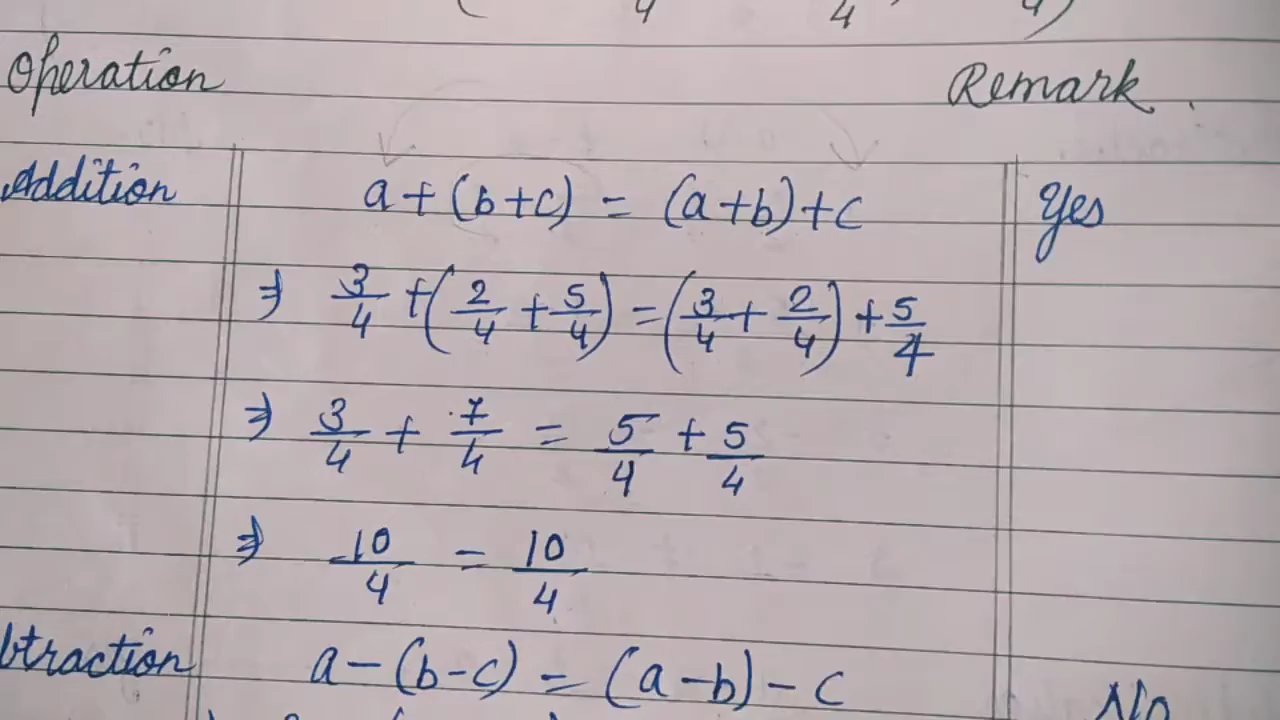 Operation Remark.
Addition a+(b+c) = (a+b)+c Yes
⇒ 3/4 + (2/4 + 5/4) = (3/4 + 2/4) + 5/4
⇒ 3/4 + 7/4 = 5/4 + 5/4
⇒ 10/4 = 10/4
btraction a-(b-c) = (a-b)-c No